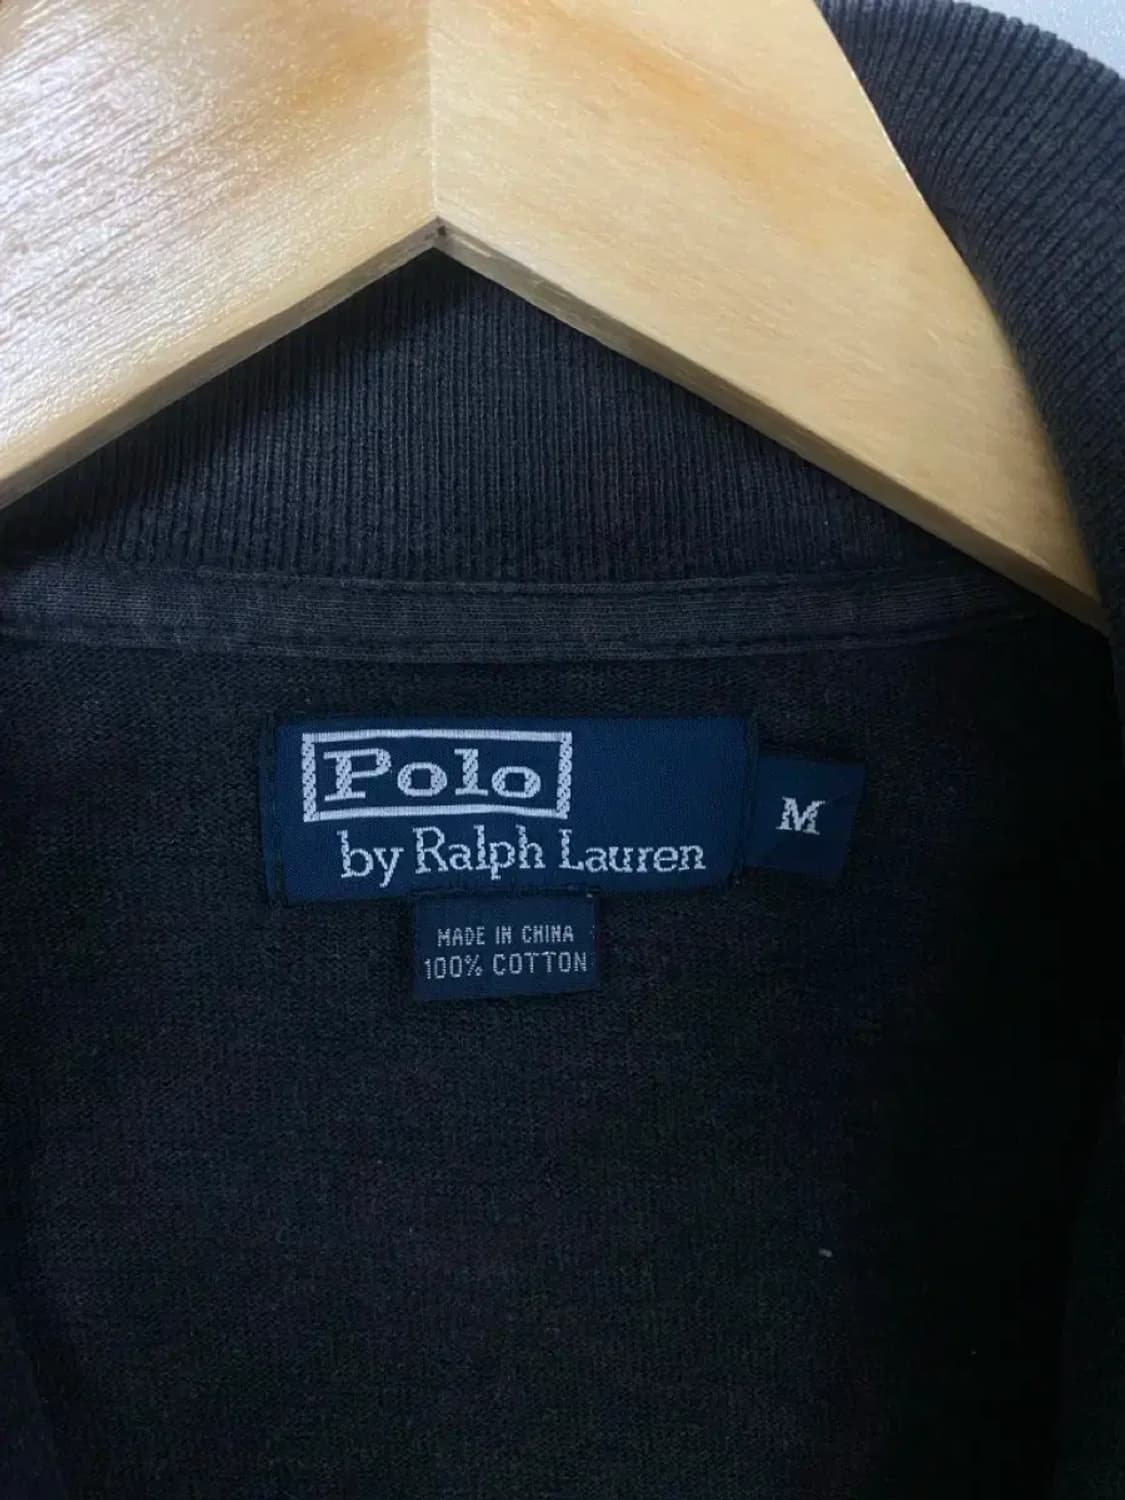 Polo
by Ralph Lauren
M
MADE IN CHINA
100% COTTON